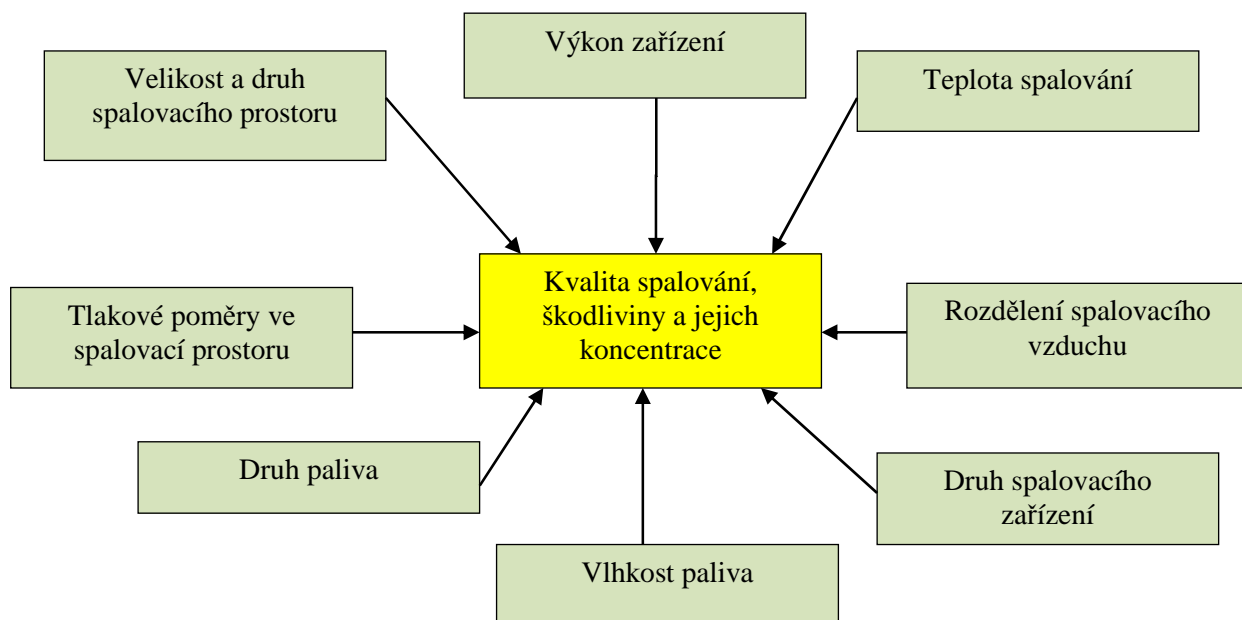 Výkon zařízení
Velikost a druh
spalovacího prostoru
Teplota spalování
Kvalita spalování,
škodliviny a jejich
koncentrace
Tlakové poměry ve
spalovací prostoru
Rozdělení spalovacího
vzduchu
Druh paliva
Druh spalovacího
zařízení
Vlhkost paliva